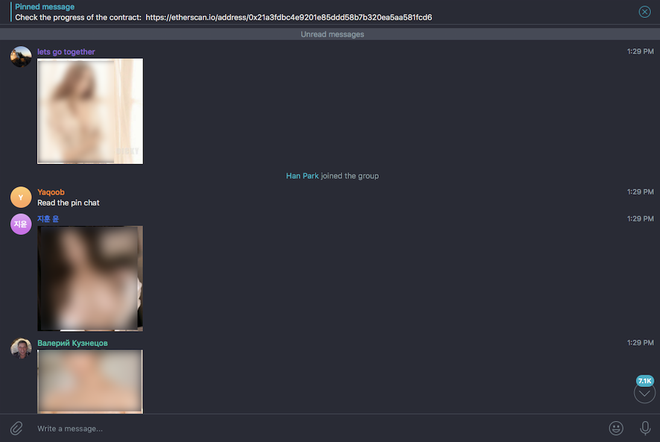 Pinned message
Check the progress of the contract: https://etherscan.io/address/0x21a3fdbc4e9201e85ddd58b7b320ea5aa581fcd6
Unread messages
lets go together 1:29 PM
Han Park joined the group
Y Yaqoob 1:29 PM
Read the pin chat
지윤 지훈 윤 1:29 PM
Валерий Кузнецов 1:29 PM
7.1K
Write a message...